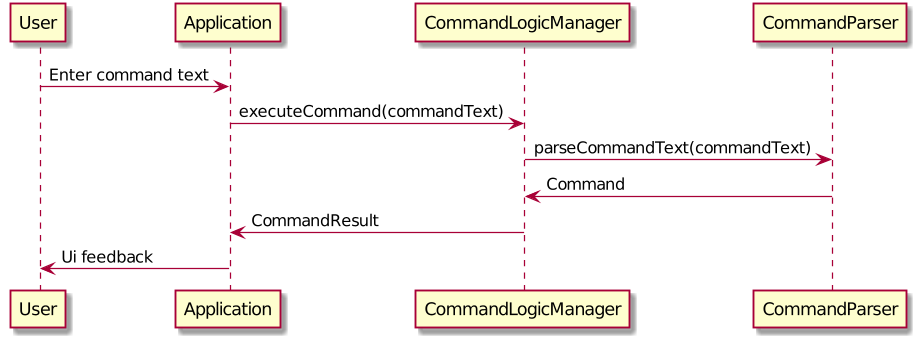 User
Application
CommandLogicManager
CommandParser
Enter command text
executeCommand(commandText)
parseCommandText(commandText)
Command
CommandResult
Ui feedback
User
Application
CommandLogicManager
CommandParser